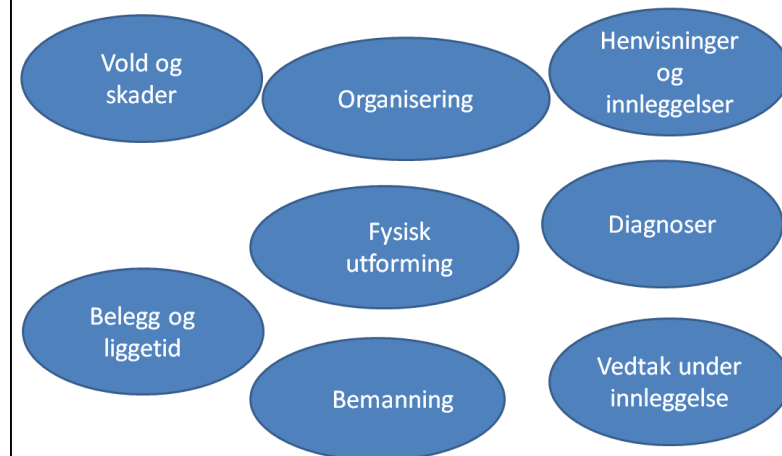 Vold og
skader
Organisering
Henvisninger
og
innleggelser
Fysisk
utforming
Diagnoser
Belegg og
liggetid
Bemanning
Vedtak under
innleggelse